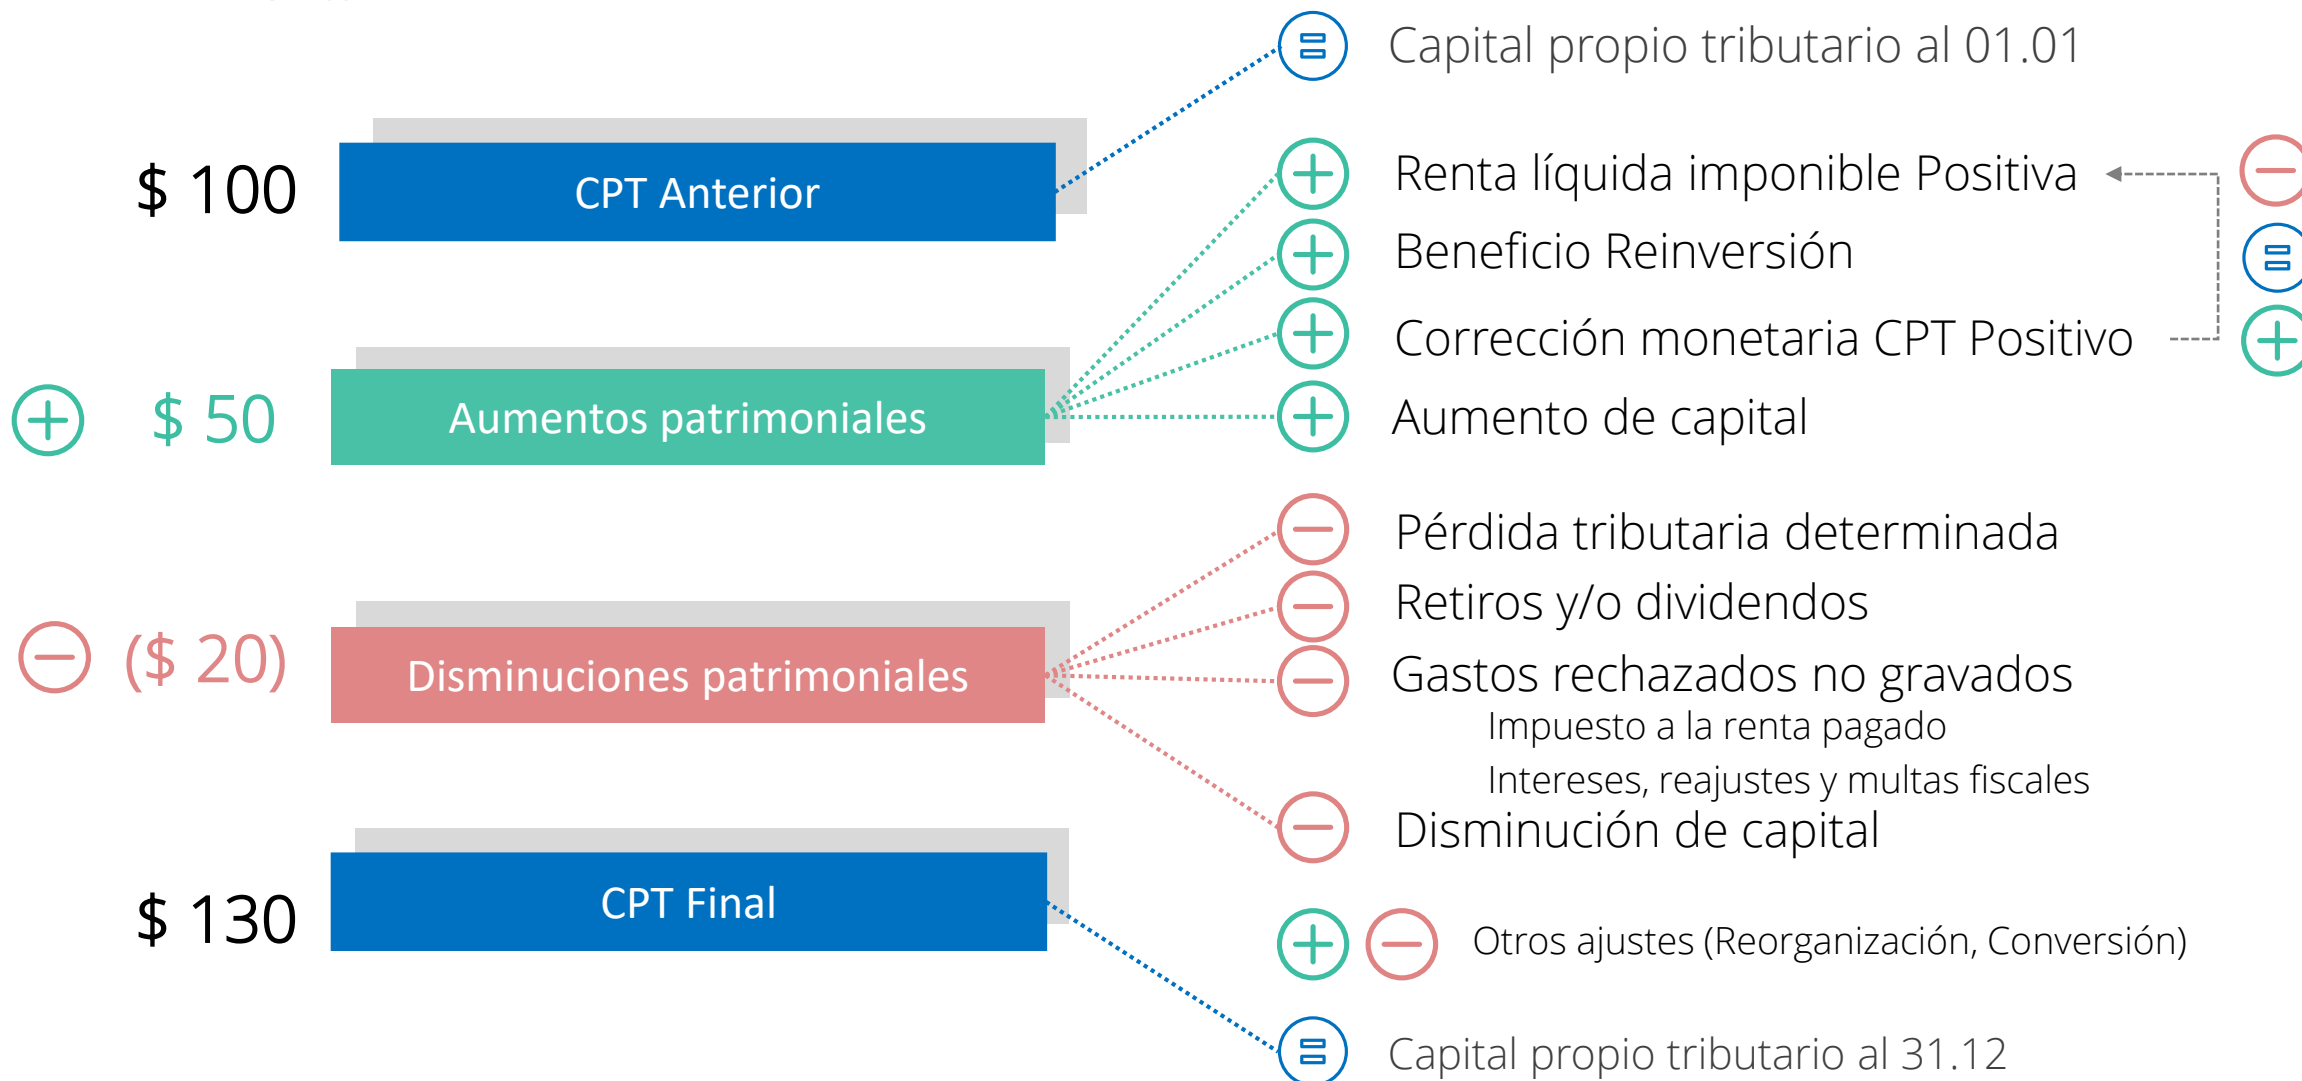 Capital propio tributario al 01.01
$ 100
CPT Anterior
Renta líquida imponible Positiva
Beneficio Reinversión
Corrección monetaria CPT Positivo
$ 50
Aumentos patrimoniales
Aumento de capital
Pérdida tributaria determinada
Retiros y/o dividendos
($ 20)
Disminuciones patrimoniales
Gastos rechazados no gravados
Impuesto a la renta pagado
Intereses, reajustes y multas fiscales
Disminución de capital
$ 130
CPT Final
Otros ajustes (Reorganización, Conversión)
Capital propio tributario al 31.12